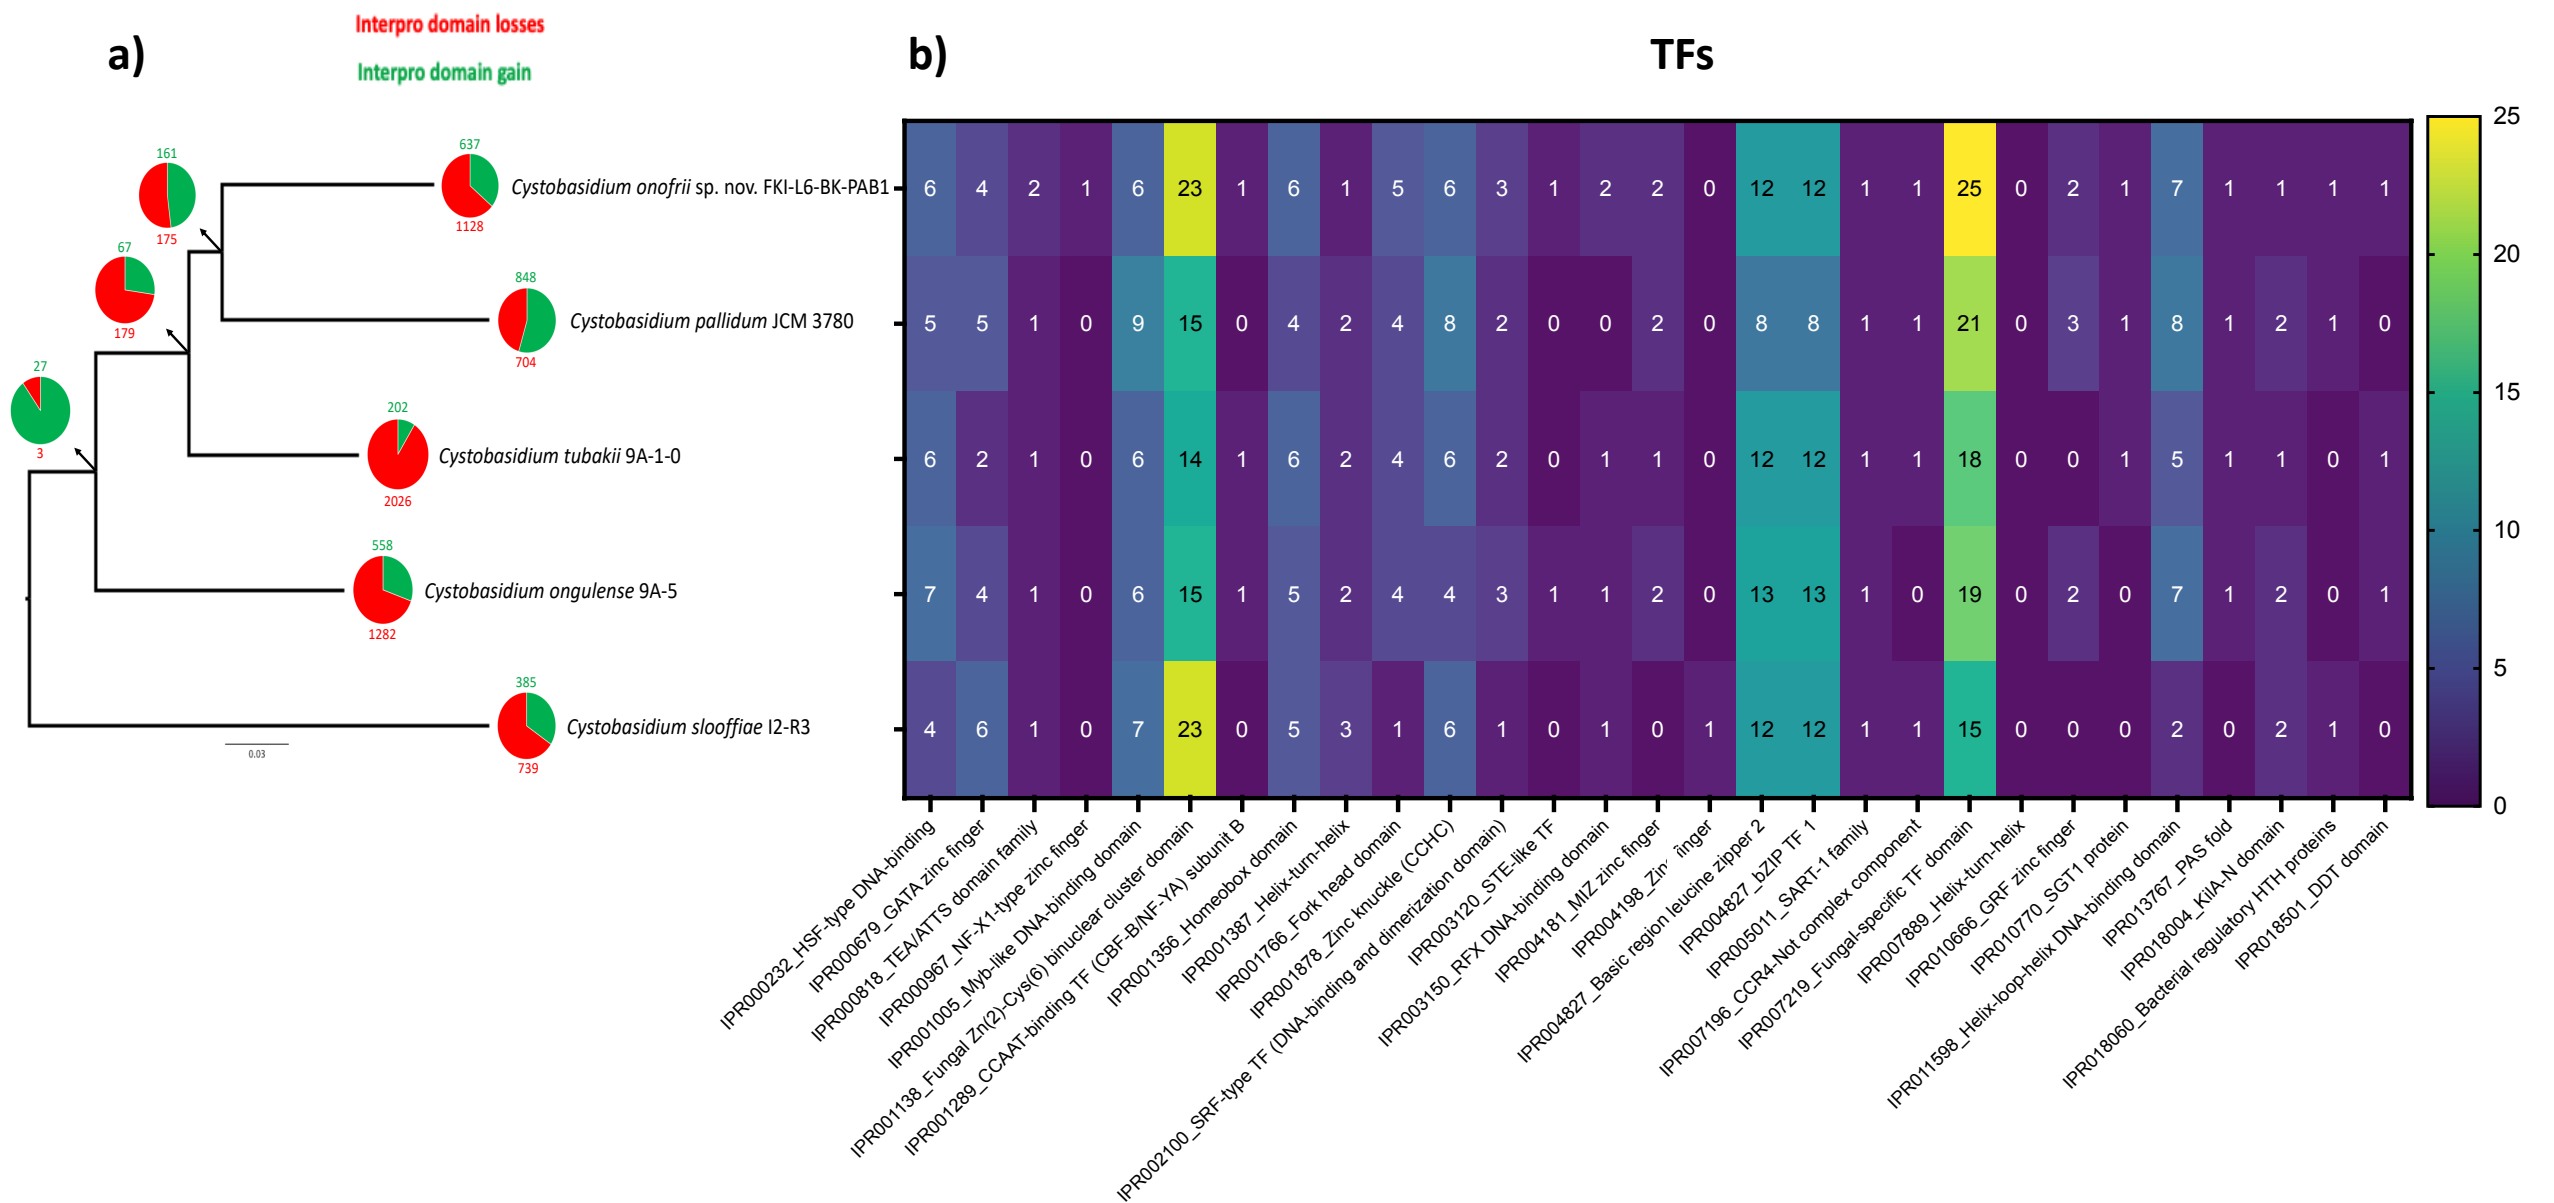 Interpro domain losses
Interpro domain gain
a)
161
175
67
179
27
3
637
1128
Cystobasidium onofrii sp. nov. FKI-L6-BK-PAB1
848
704
Cystobasidium pallidum JCM 3780
202
2026
Cystobasidium tubakii 9A-1-0
558
1282
Cystobasidium ongulense 9A-5
385
739
Cystobasidium slooffiae I2-R3
0.03
b)
TFs
6 4 2 1 6 23 1 6 1 5 6 3 1 2 2 0 12 12 1 1 25 0 2 1 7 1 1 1 1
5 5 1 0 9 15 0 4 2 4 8 2 0 0 2 0 8 8 1 1 21 0 3 1 8 1 2 1 0
6 2 1 0 6 14 1 6 2 4 6 2 0 1 1 0 12 12 1 1 18 0 0 1 5 1 1 0 1
7 4 1 0 6 15 1 5 2 4 4 3 1 1 2 0 13 13 1 0 19 0 2 0 7 1 2 0 1
4 6 1 0 7 23 0 5 3 1 6 1 0 1 0 1 12 12 1 1 15 0 0 0 2 0 2 1 0
IPR000232_HSF-type DNA-binding
IPR000679_GATA zinc finger
IPR000818_TEA/ATTS domain family
IPR000967_NF-X1-type zinc finger
IPR001005_Myb-like DNA-binding domain
IPR001138_Fungal Zn(2)-Cys(6) binuclear cluster domain
IPR001289_CCAAT-binding TF (CBF-B/NF-YA) subunit B
IPR001356_Homeobox domain
IPR001387_Helix-turn-helix
IPR001766_Fork head domain
IPR001878_Zinc knuckle (CCHC)
IPR002100_SRF-type TF (DNA-binding and dimerization domain)
IPR003120_STE-like TF
IPR003150_RFX DNA-binding domain
IPR004181_MIZ zinc finger
IPR004198_Zin finger
IPR004827_Basic region leucine zipper 2
IPR004827_bZIP TF 1
IPR005011_SART-1 family
IPR007196_CCR4-Not complex component
IPR007219_Fungal-specific TF domain
IPR007889_Helix-turn-helix
IPR010666_GRF zinc finger
IPR010770_SGT1 protein
IPR011598_Helix-loop-helix DNA-binding domain
IPR013767_PAS fold
IPR018004_KilA-N domain
IPR018060_Bacterial regulatory HTH proteins
IPR018501_DDT domain
25
20
15
10
5
0